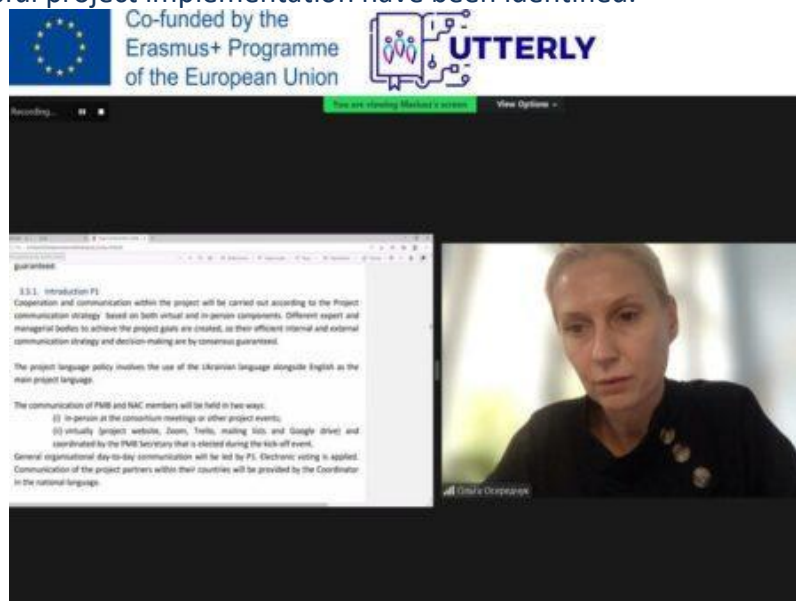 oral project implementation have been identified.
Co-funded by the
Erasmus+ Programme
of the European Union
UTTERLY
Recording...
You are viewing Markus's screen
View Options
guaranteed.
3.5.1. Introduction P1
Cooperation and communication within the project will be carried out according to the Project
communication strategy based on both virtual and in-person components. Different expert and
managerial bodies to achieve the project goals are created, so their efficient internal and external
communication strategy and decision-making are by consensus guaranteed.
The project language policy involves the use of the Ukrainian language alongside English as the
main project language.
The communication of PMB and NAC members will be held in two ways:
(i) in-person at the consortium meetings or other project events;
(ii) virtually (project website, Zoom, Trello, mailing lists and Google drive) and
coordinated by the PMB Secretary that is elected during the kick-off event.
General organisational day-to-day communication will be led by P1. Electronic voting is applied.
Communication of the project partners within their countries will be provided by the Coordinator
in the national language.
Ольга Осередчук